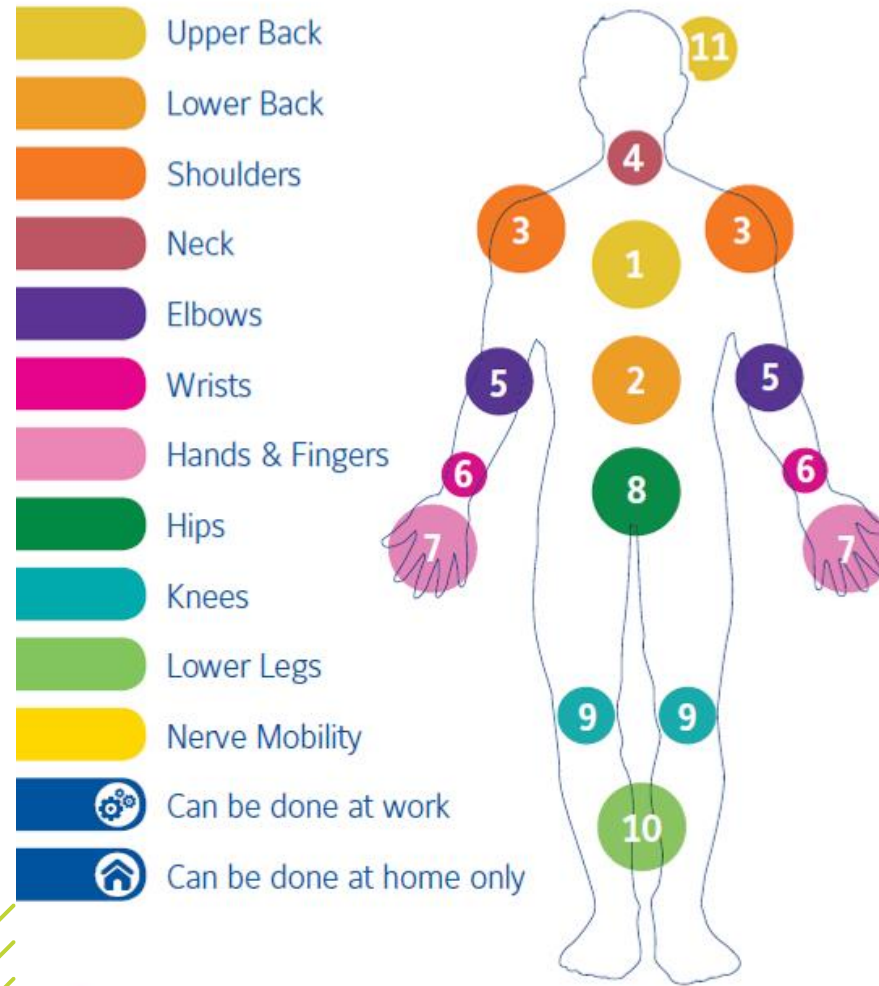 Upper Back
Lower Back
Shoulders
Neck
Elbows
Wrists
Hands & Fingers
Hips
Knees
Lower Legs
Nerve Mobility
Can be done at work
Can be done at home only
11
4
3 3
1
5 2 5
6 8 6
7 7
9 9
10